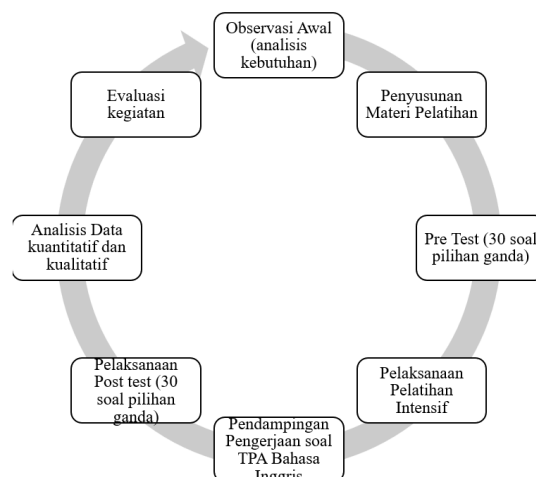 Observasi Awal
(analisis
kebutuhan)
Penyusunan
Materi Pelatihan
Pre Test (30 soal
pilihan ganda)
Pelaksanaan
Pelatihan
Intensif
Pendampingan
Pengerjaan soal
TPA Bahasa
Inggris
Pelaksanaan
Post test (30
soal pilihan
ganda)
Analisis Data
kuantitatif dan
kualitatif
Evaluasi
kegiatan